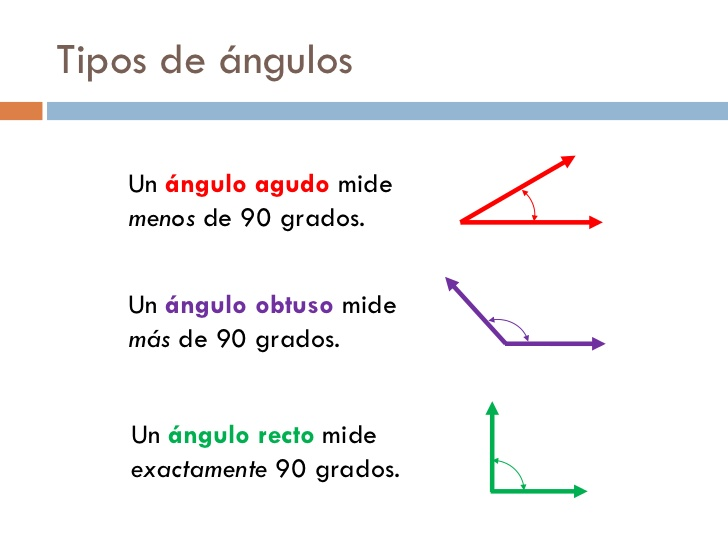 Tipos de ángulos
Un ángulo agudo mide
menos de 90 grados.
Un ángulo obtuso mide
más de 90 grados.
Un ángulo recto mide
exactamente 90 grados.